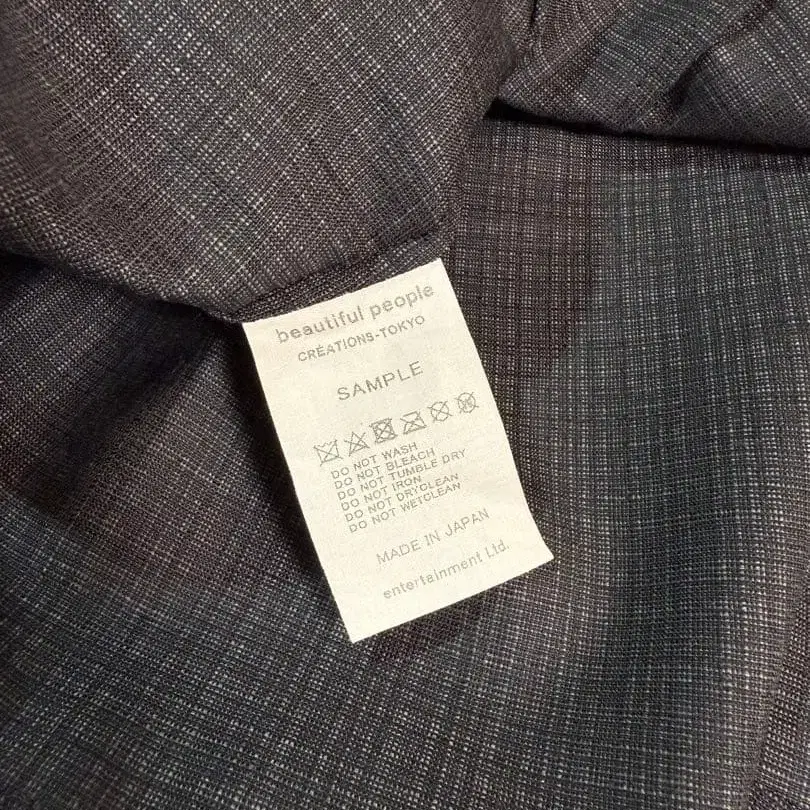 beautiful people
CRÉATIONS-TOKYO
SAMPLE
DO NOT WASH
DO NOT BLEACH
DO NOT TUMBLE DRY
DO NOT IRON
DO NOT DRYCLEAN
DO NOT WETCLEAN
MADE IN JAPAN
entertainment Ltd.